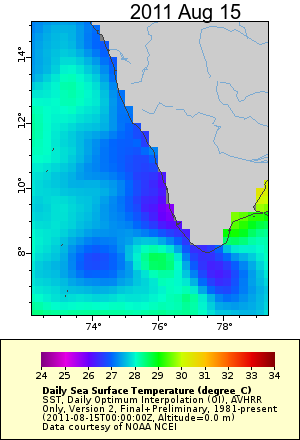 2011 Aug 15
14°
12°
10°
8°
74° 76° 78°
24 25 26 27 28 29 30 31 32 33 34
Daily Sea Surface Temperature (degree_C)
SST, Daily Optimum Interpolation (OI), AVHRR
Only, Version 2, Final+Preliminary, 1981-present
(2011-08-15T00:00:00Z, Altitude=0.0 m)
Data courtesy of NOAA NCEI